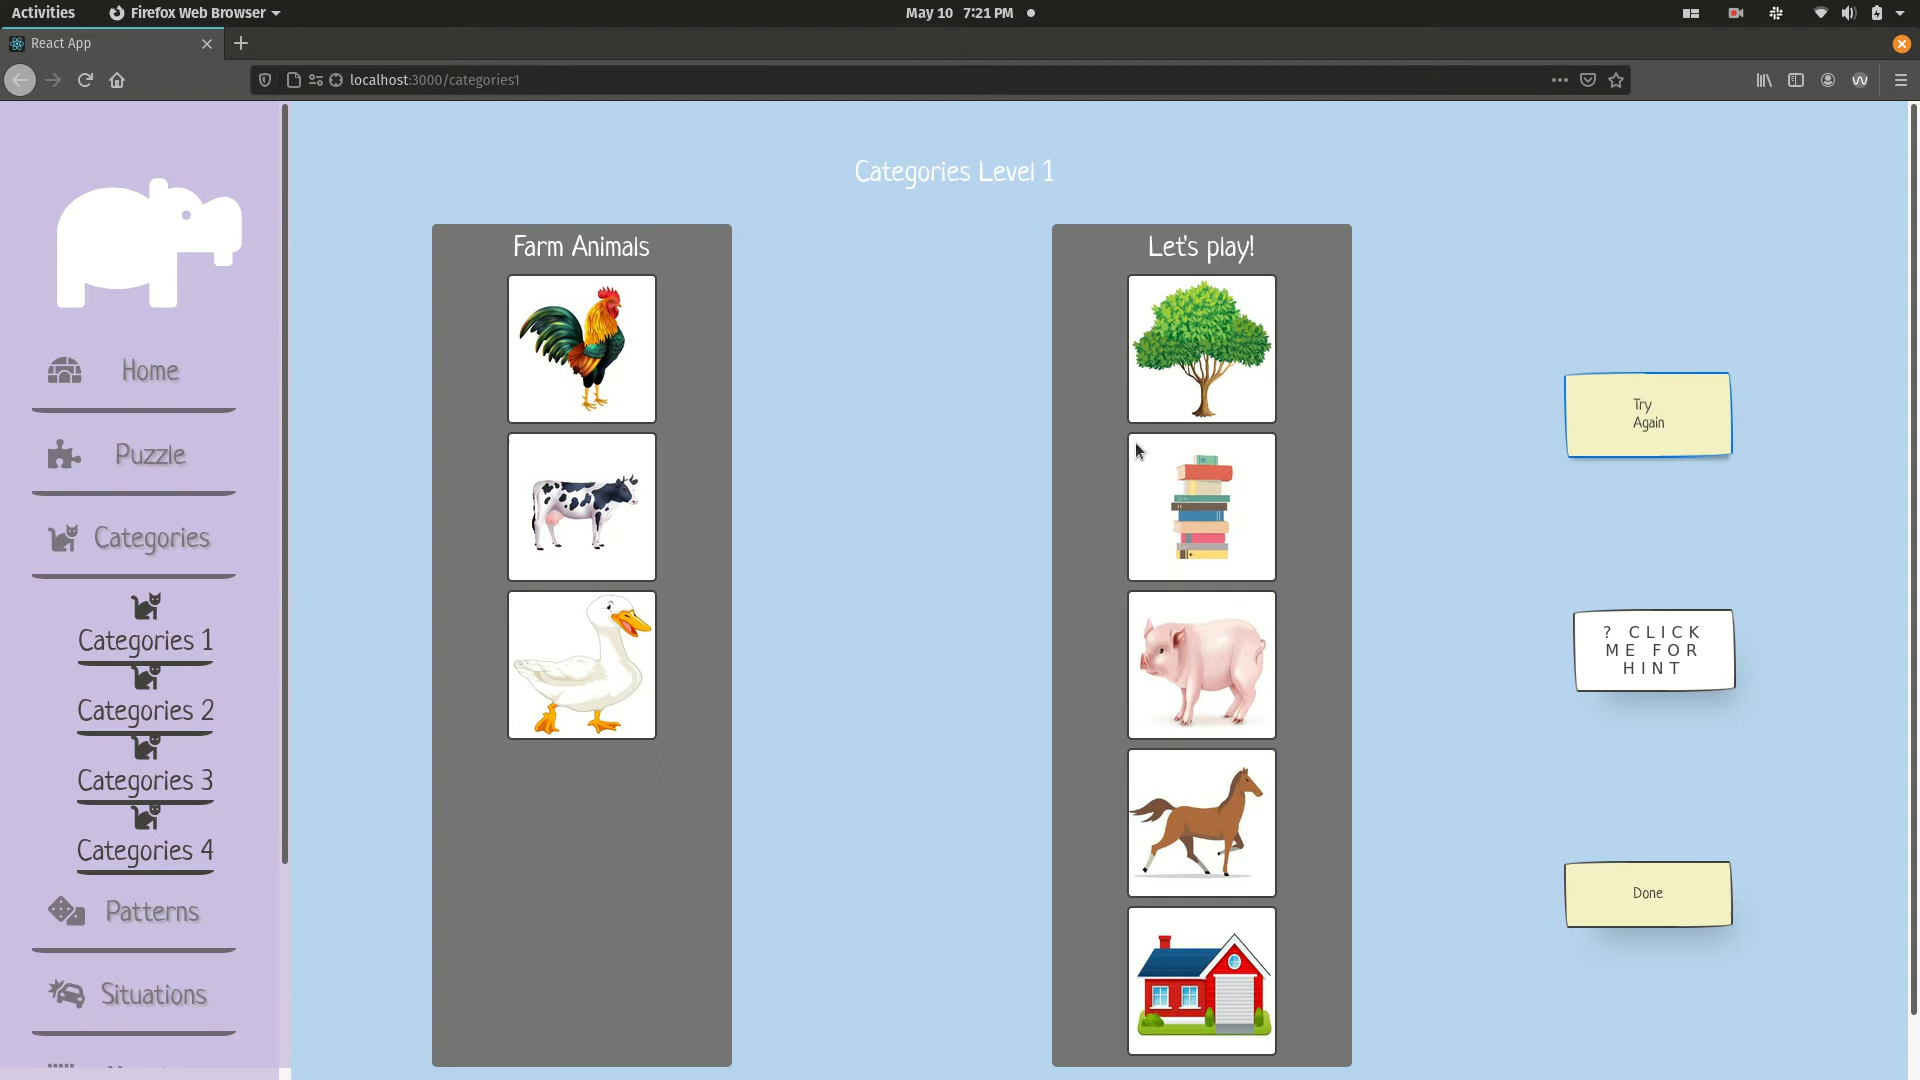 Activities
Firefox Web Browser
May 10 7:21 PM
React App
localhost:3000/categories1
Home
Puzzle
Categories
Categories 1
Categories 2
Categories 3
Categories 4
Patterns
Situations
Categories Level 1
Farm Animals
Let's play!
Try
Again
? CLICK
ME FOR
HINT
Done